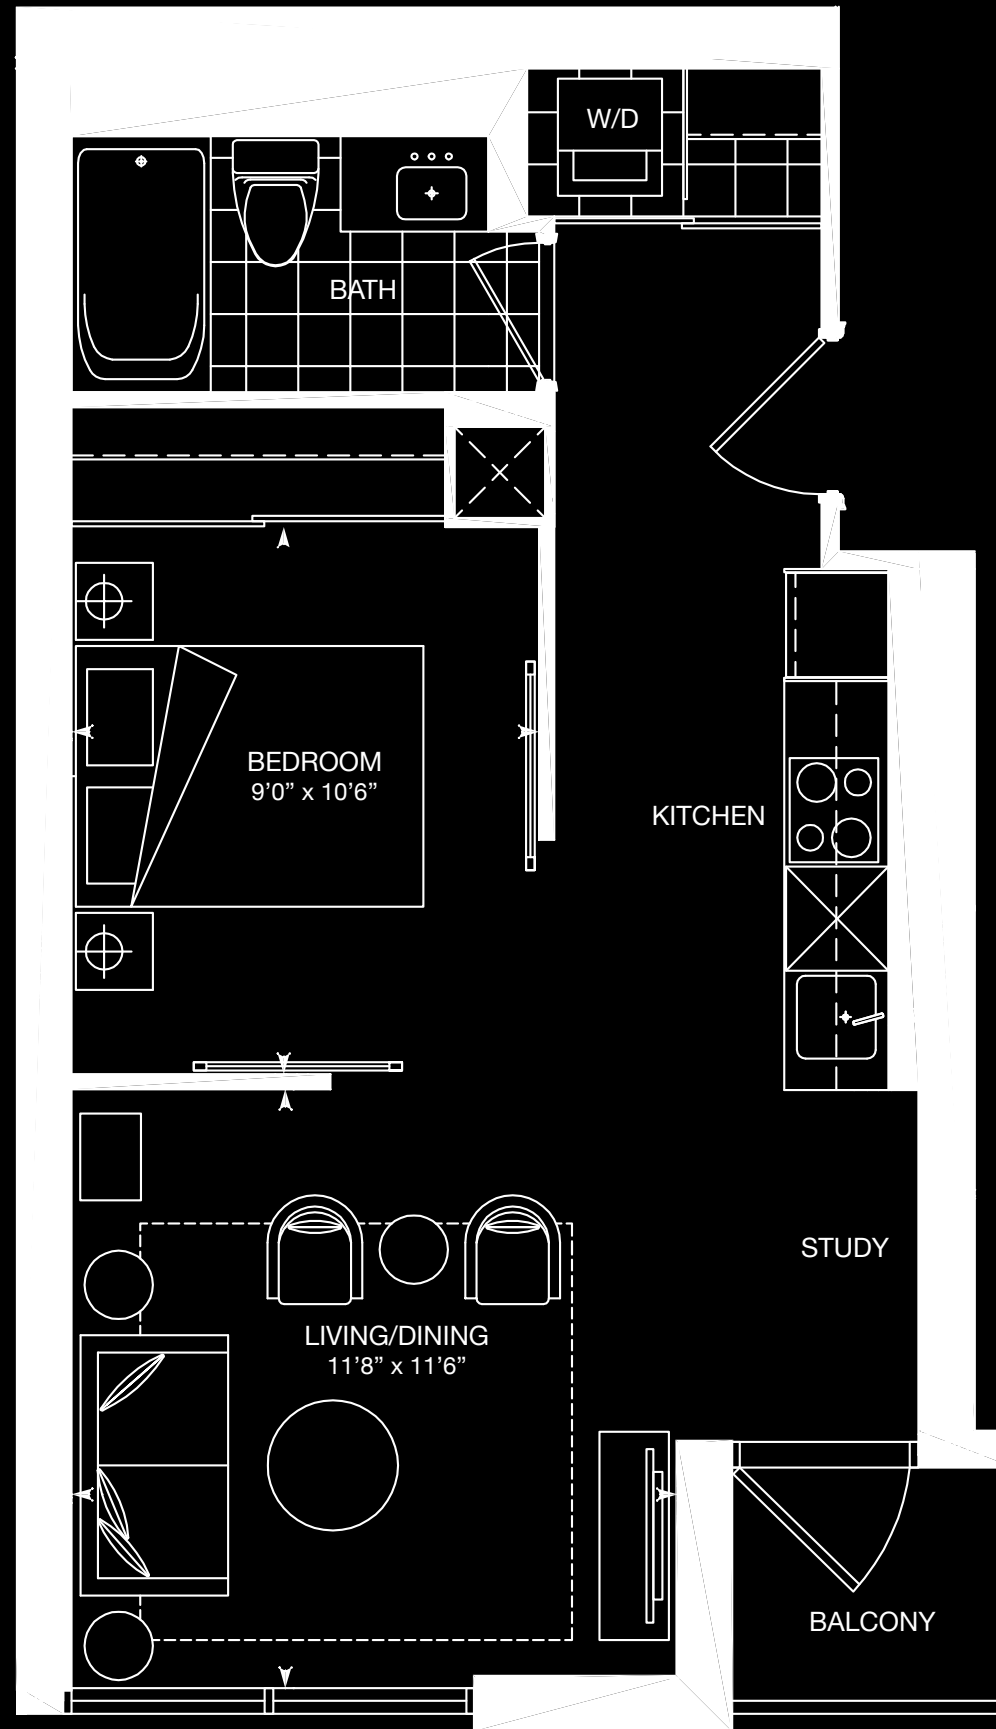 W/D
BATH
BEDROOM
9’0” x 10’6”
KITCHEN
STUDY
LIVING/DINING
11’8” x 11’6”
BALCONY